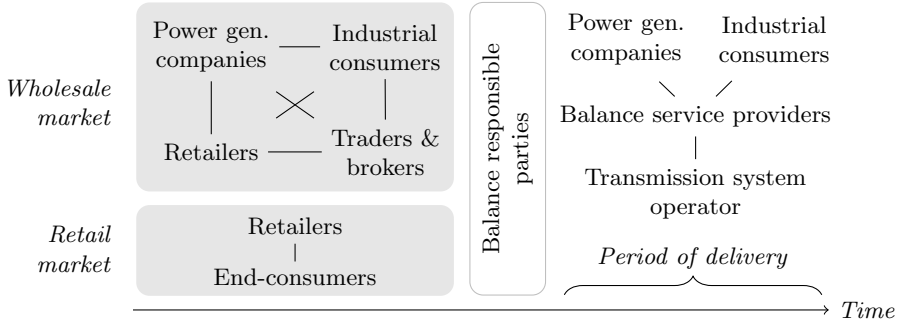 Wholesale
market
Power gen.
companies
Industrial
consumers
Retailers
Traders &
brokers
Retail
market
Retailers
End-consumers
Balance responsible
parties
Power gen.
companies
Industrial
consumers
Balance service providers
Transmission system
operator
Period of delivery
Time